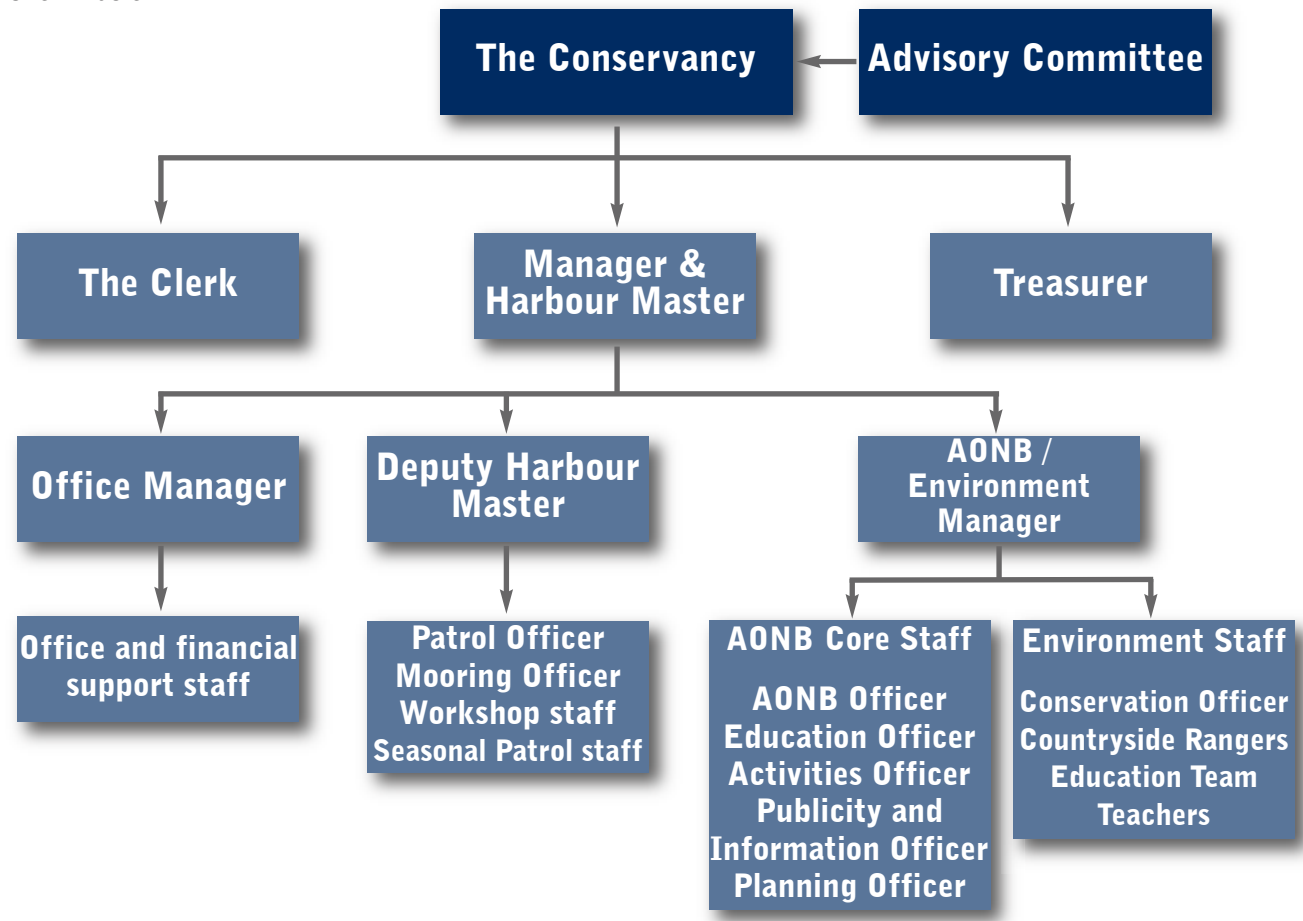 The Conservancy
Advisory Committee
The Clerk
Manager &
Harbour Master
Treasurer
Office Manager
Deputy Harbour
Master
AONB /
Environment
Manager
Office and financial
support staff
Patrol Officer
Mooring Officer
Workshop staff
Seasonal Patrol staff
AONB Core Staff
AONB Officer
Education Officer
Activities Officer
Publicity and
Information Officer
Planning Officer
Environment Staff
Conservation Officer
Countryside Rangers
Education Team
Teachers